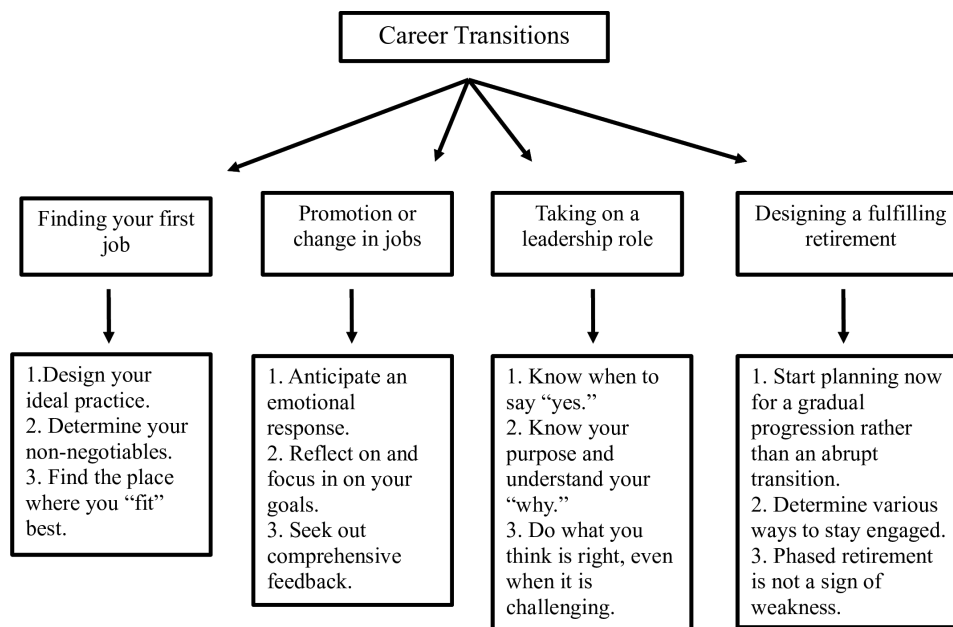 Career Transitions
Finding your first
job
Promotion or
change in jobs
Taking on a
leadership role
Designing a fulfilling
retirement
1.Design your
ideal practice.
2. Determine your
non-negotiables.
3. Find the place
where you “fit”
best.
1. Anticipate an
emotional
response.
2. Reflect on and
focus in on your
goals.
3. Seek out
comprehensive
feedback.
1. Know when to
say “yes.”
2. Know your
purpose and
understand your
“why.”
3. Do what you
think is right, even
when it is
challenging.
1. Start planning now
for a gradual
progression rather
than an abrupt
transition.
2. Determine various
ways to stay engaged.
3. Phased retirement
is not a sign of
weakness.